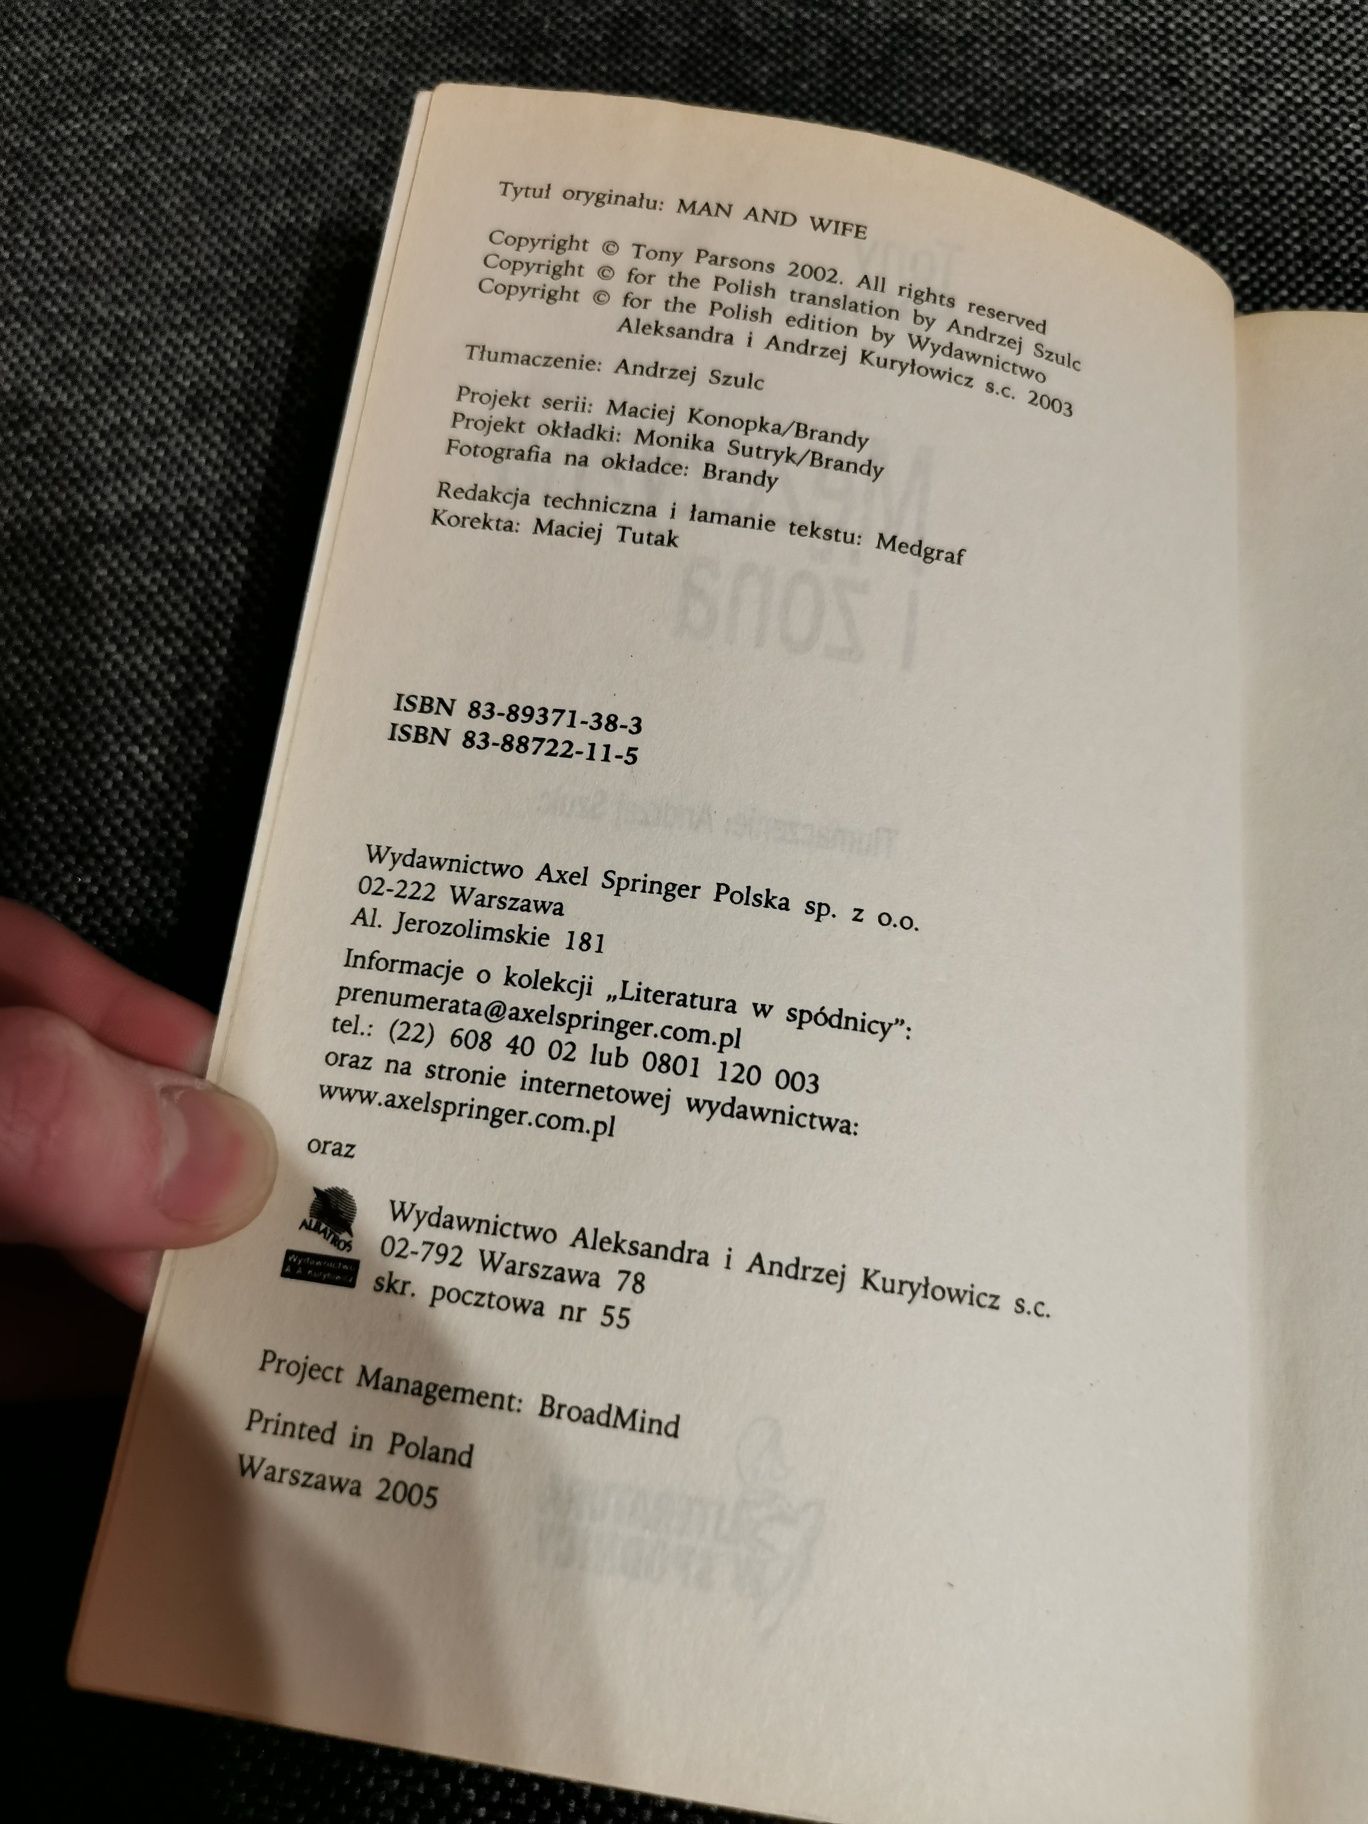 Tytuł oryginału: MAN AND WIFE
Copyright © Tony Parsons 2002. All rights reserved
Copyright © for the Polish translation by Andrzej Szulc
Copyright © for the Polish edition by Wydawnictwo
Aleksandra i Andrzej Kuryłowicz s.c. 2003
Tłumaczenie: Andrzej Szulc
Projekt serii: Maciej Konopka/Brandy
Projekt okładki: Monika Sutryk/Brandy
Fotografia na okładce: Brandy
Redakcja techniczna i łamanie tekstu: Medgraf
Korekta: Maciej Tutak
ISBN 83-89371-38-3
ISBN 83-88722-11-5
Wydawnictwo Axel Springer Polska sp. z o.o.
02-222 Warszawa
Al. Jerozolimskie 181
Informacje o kolekcji „Literatura w spódnicy”:
prenumerata@axelspringer.com.pl
tel.: (22) 608 40 02 lub 0801 120 003
oraz na stronie internetowej wydawnictwa:
www.axelspringer.com.pl
oraz
ALBATROS
Wydawnictwo
A. A. Kuryłowicz
Wydawnictwo Aleksandra i Andrzej Kuryłowicz s.c.
02-792 Warszawa 78
skr. pocztowa nr 55
Project Management: BroadMind
Printed in Poland
Warszawa 2005